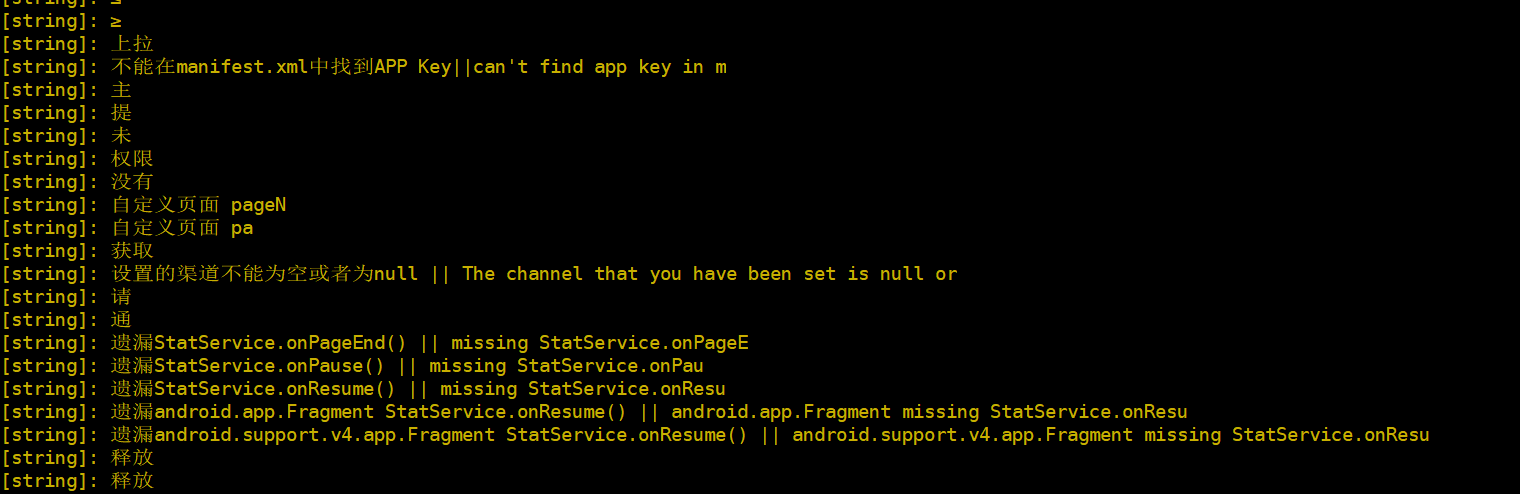 [string]: ≥
[string]: 上拉
[string]: 不能在manifest.xml中找到APP Key||can't find app key in m
[string]: 主
[string]: 提
[string]: 未
[string]: 权限
[string]: 没有
[string]: 自定义页面 pageN
[string]: 自定义页面 pa
[string]: 获取
[string]: 设置的渠道不能为空或者为null || The channel that you have been set is null or
[string]: 请
[string]: 通
[string]: 遗漏StatService.onPageEnd() || missing StatService.onPageE
[string]: 遗漏StatService.onPause() || missing StatService.onPau
[string]: 遗漏StatService.onResume() || missing StatService.onResu
[string]: 遗漏android.app.Fragment StatService.onResume() || android.app.Fragment missing StatService.onResu
[string]: 遗漏android.support.v4.app.Fragment StatService.onResume() || android.support.v4.app.Fragment missing StatService.onResu
[string]: 释放
[string]: 释放